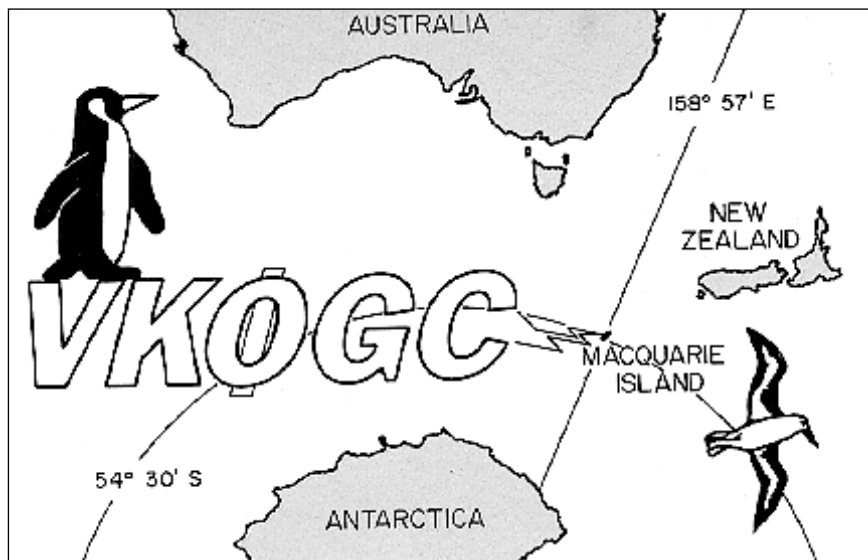 AUSTRALIA
158° 57' E
NEW
ZEALAND
VKØGC
MACQUARIE
ISLAND
54° 30' S
ANTARCTICA